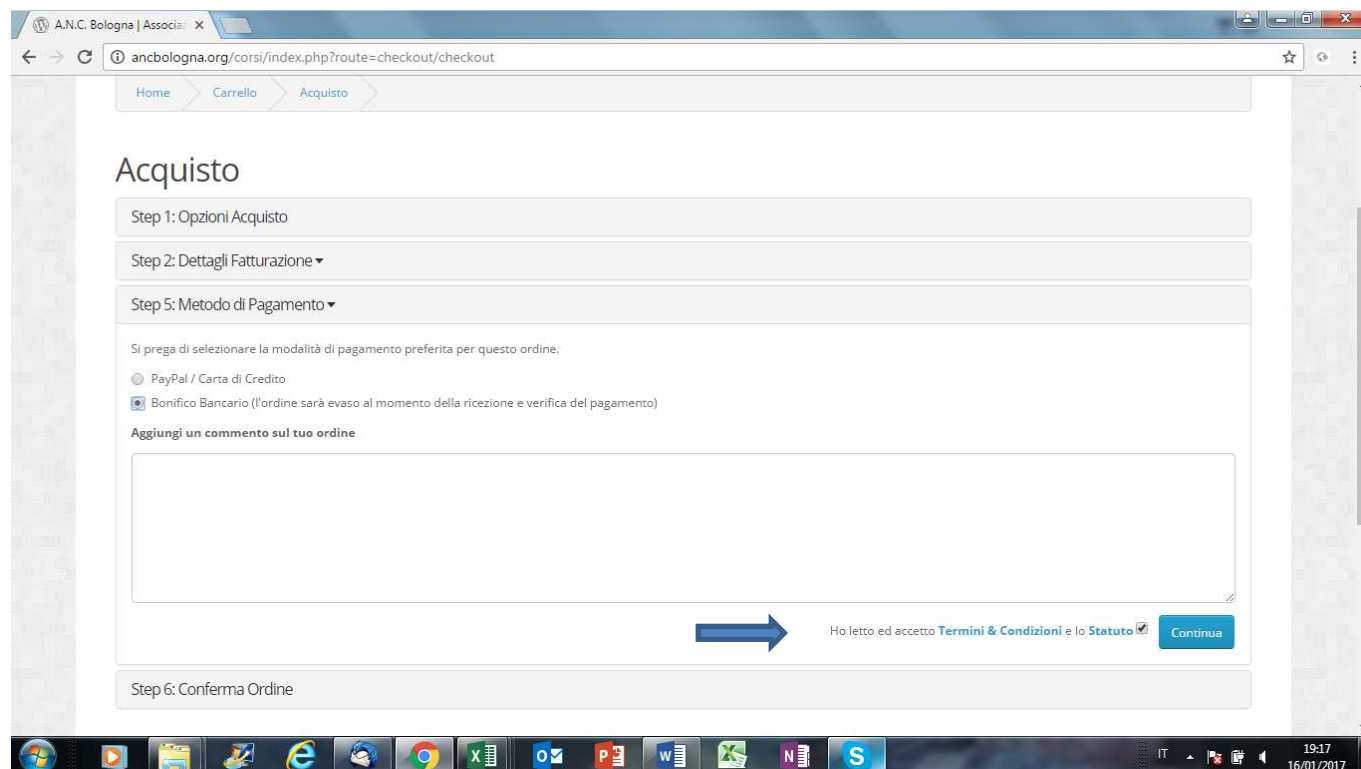 A.N.C. Bologna | Associa
ancbologna.org/corsi/index.php?route=checkout/checkout
Home Carrello Acquisto
Acquisto
Step 1: Opzioni Acquisto
Step 2: Dettagli Fatturazione
Step 5: Metodo di Pagamento
Si prega di selezionare la modalità di pagamento preferita per questo ordine.
PayPal / Carta di Credito
Bonifico Bancario (l'ordine sarà evaso al momento della ricezione e verifica del pagamento)
Aggiungi un commento sul tuo ordine
Ho letto ed accetto Termini & Condizioni e lo Statuto Continua
Step 6: Conferma Ordine
IT 19:17
16/01/2017